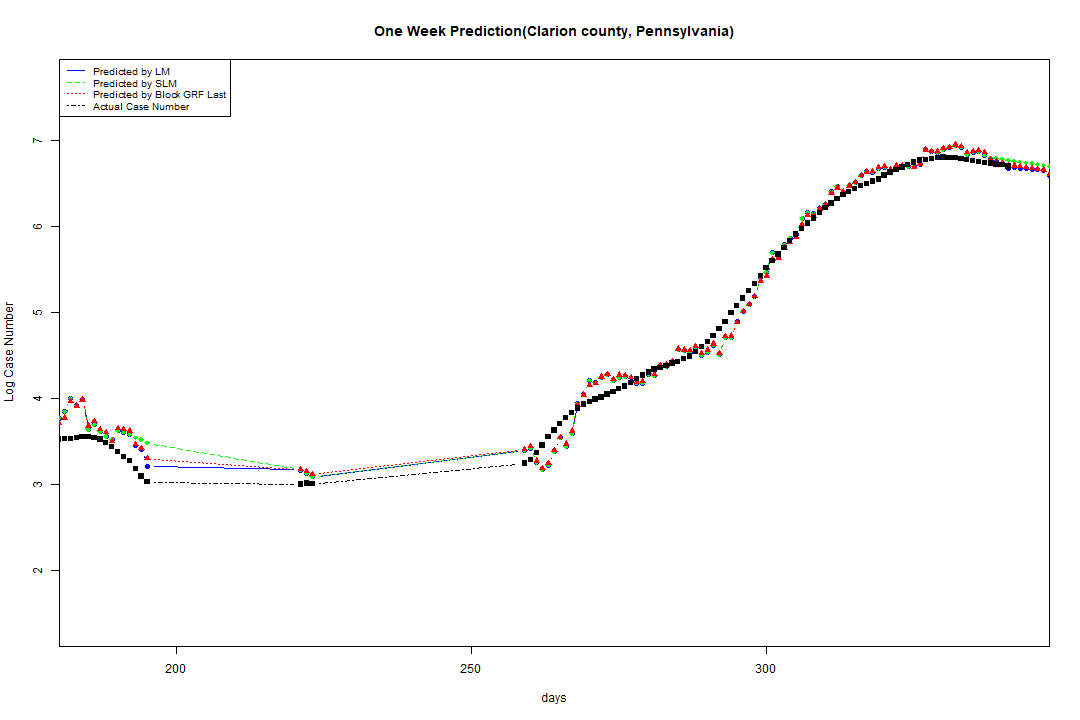 One Week Prediction(Clarion county, Pennsylvania)
Predicted by LM
Predicted by SLM
Predicted by Block GRF Last
Actual Case Number
7
6
5
4
3
2
Log Case Number
200 250 300
days